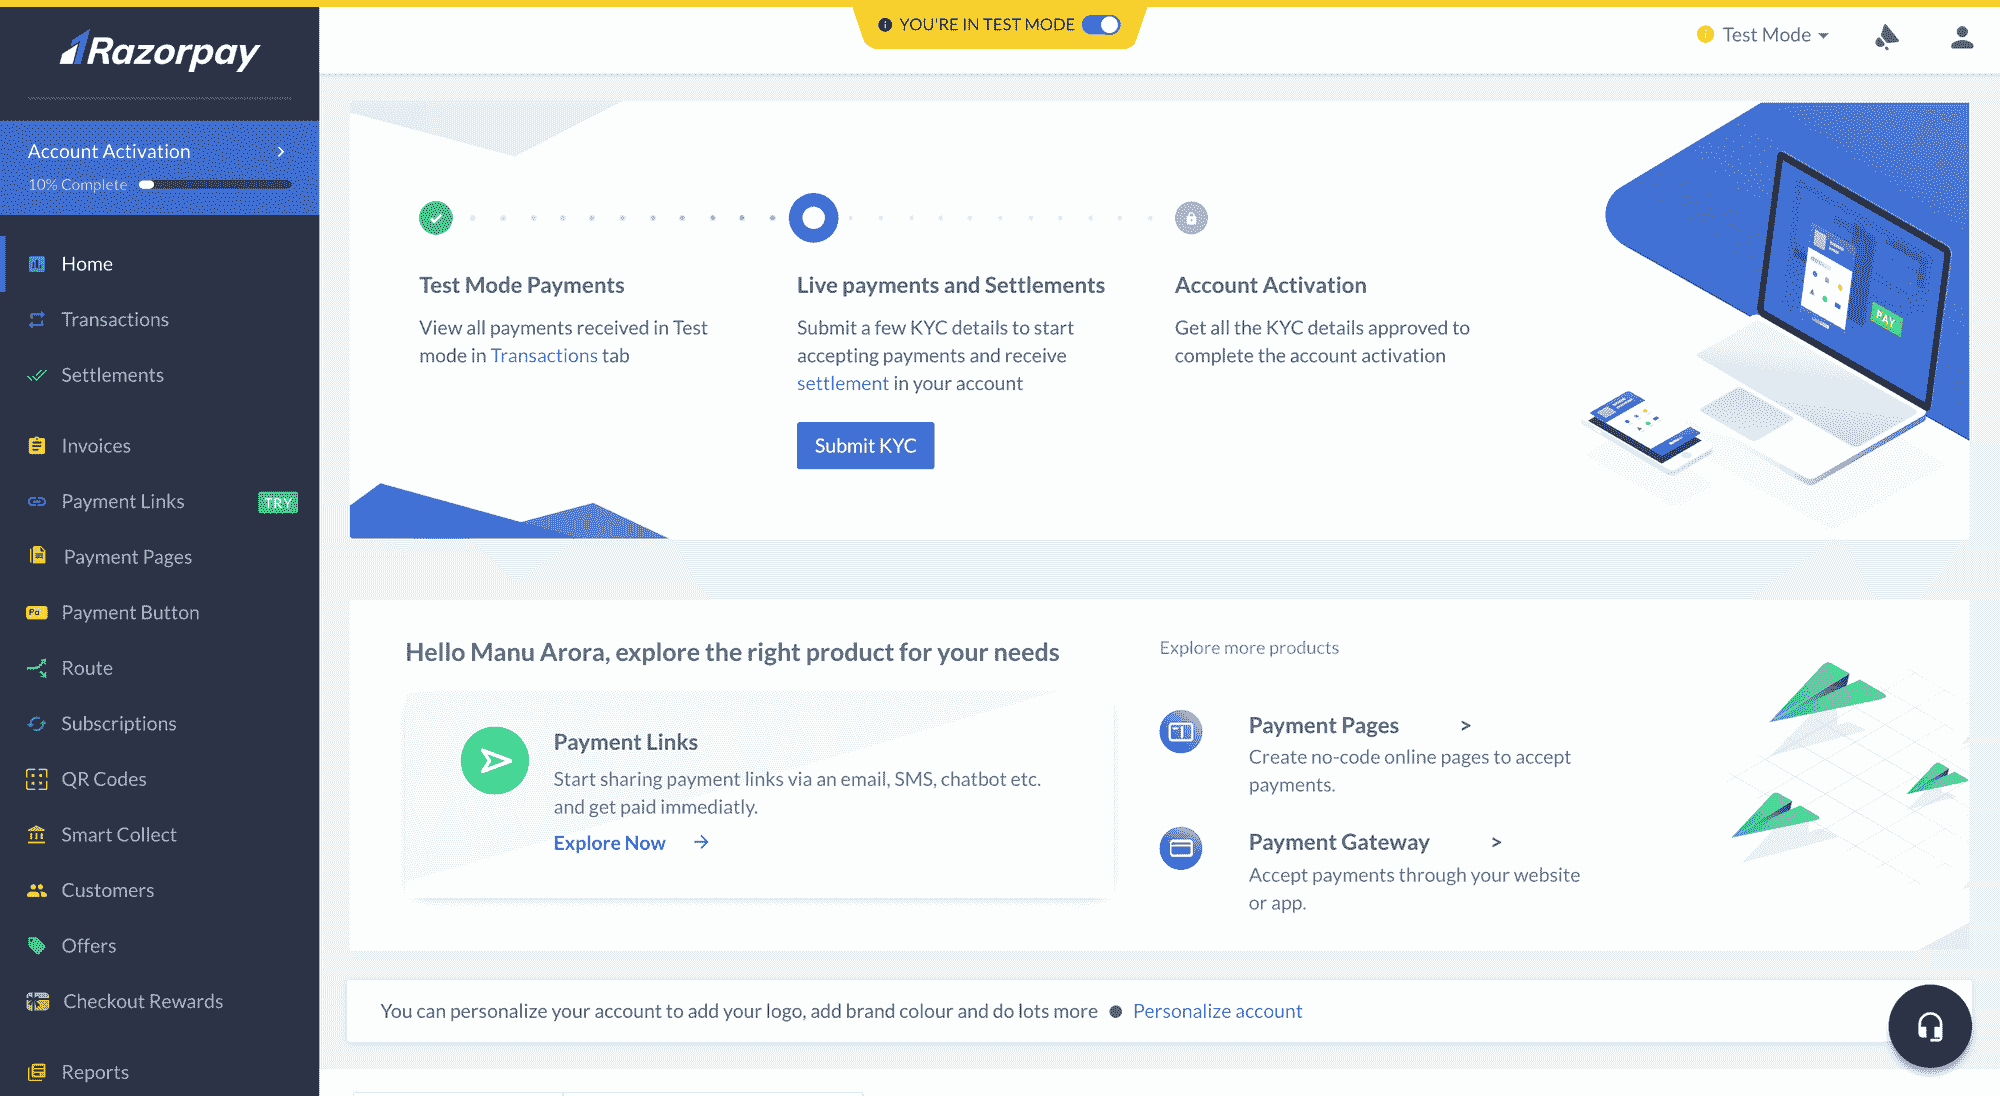 YOU'RE IN TEST MODE
Test Mode
Razorpay
Account Activation
10% Complete
Home
Transactions
Settlements
Invoices
Payment Links
TRY
Payment Pages
Payment Button
Route
Subscriptions
QR Codes
Smart Collect
Customers
Offers
Checkout Rewards
Reports
Test Mode Payments
View all payments received in Test
mode in Transactions tab
Live payments and Settlements
Submit a few KYC details to start
accepting payments and receive
settlement in your account
Submit KYC
Account Activation
Get all the KYC details approved to
complete the account activation
PAY
Hello Manu Arora, explore the right product for your needs
Payment Links
Start sharing payment links via an email, SMS, chatbot etc.
and get paid immediatly.
Explore Now
Explore more products
Payment Pages >
Create no-code online pages to accept
payments.
Payment Gateway >
Accept payments through your website
or app.
You can personalize your account to add your logo, add brand colour and do lots more ● Personalize account